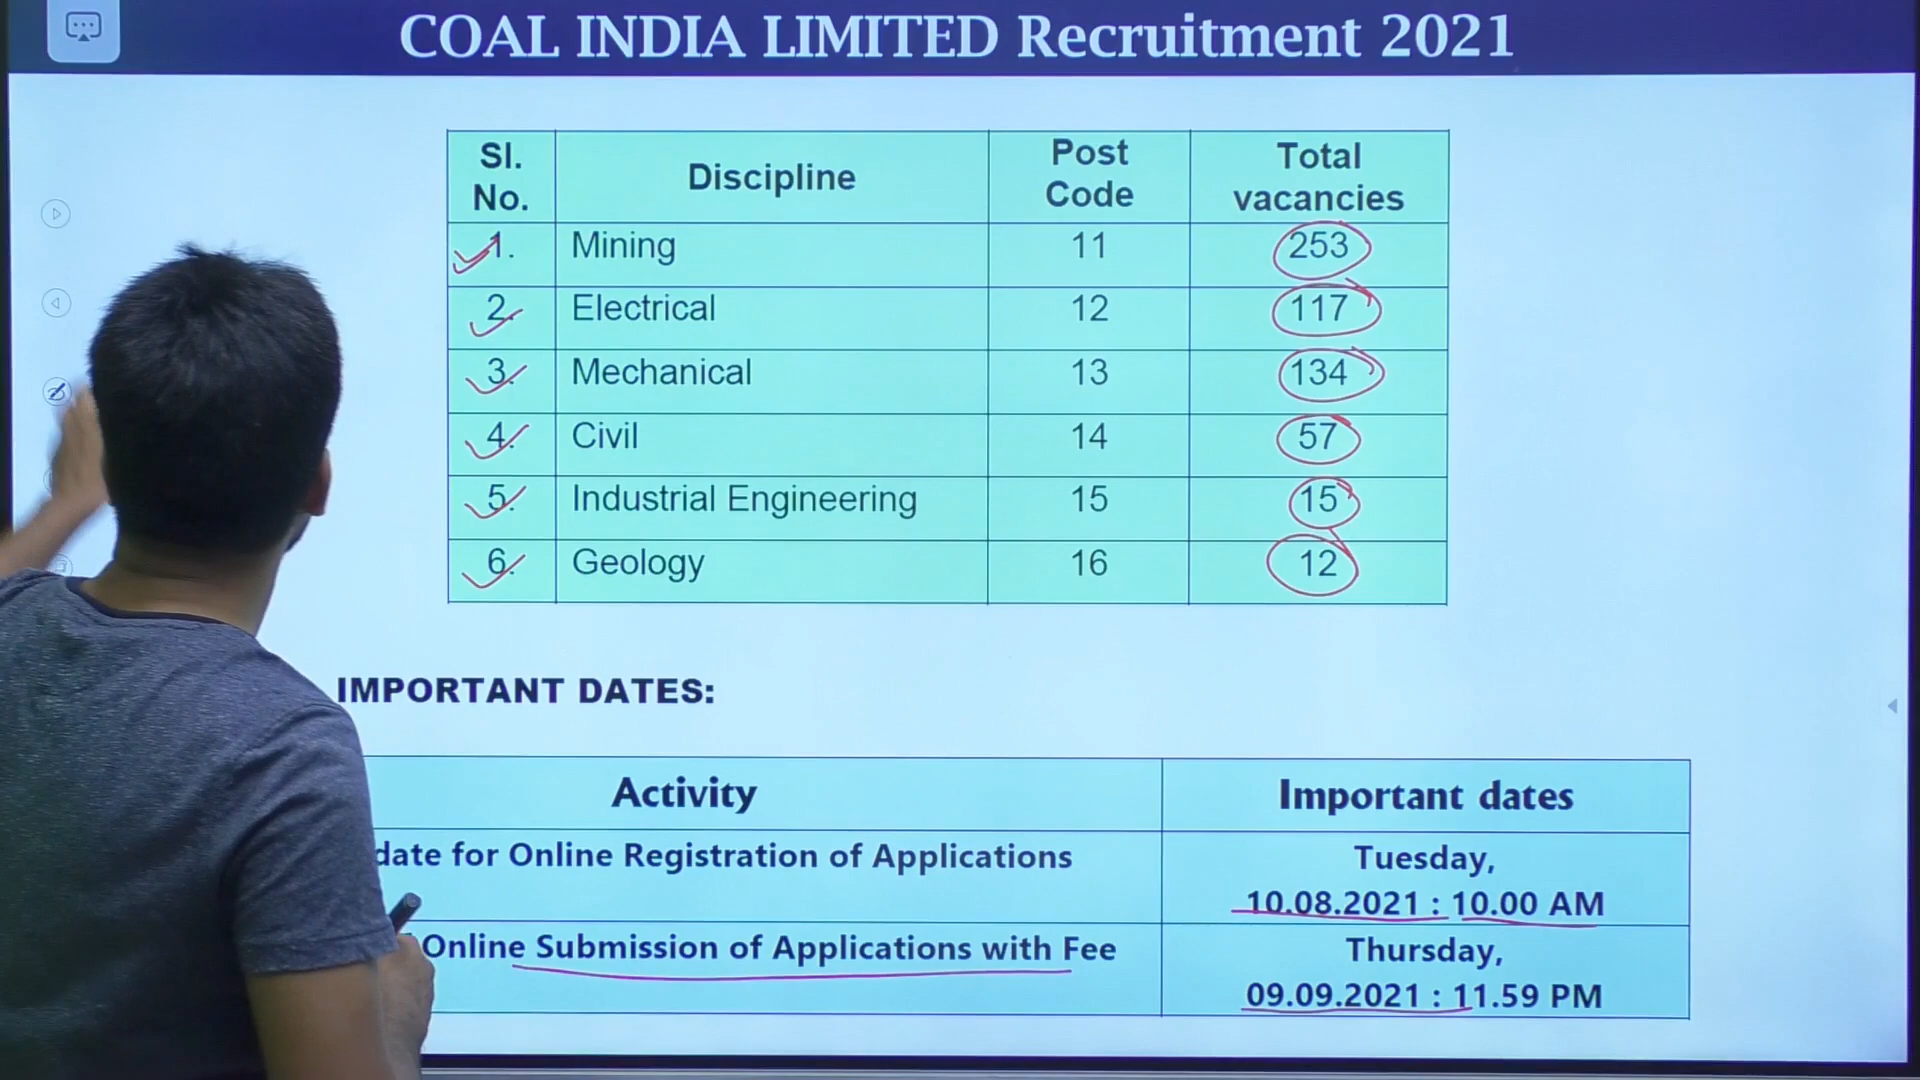 COAL INDIA LIMITED Recruitment 2021
Sl. No. Discipline Post Code Total vacancies
1. Mining 11 253
2. Electrical 12 117
3. Mechanical 13 134
4. Civil 14 57
5. Industrial Engineering 15 15
6. Geology 16 12
IMPORTANT DATES:
Activity Important dates
date for Online Registration of Applications Tuesday,
10.08.2021 : 10.00 AM
Online Submission of Applications with Fee Thursday,
09.09.2021 : 11.59 PM